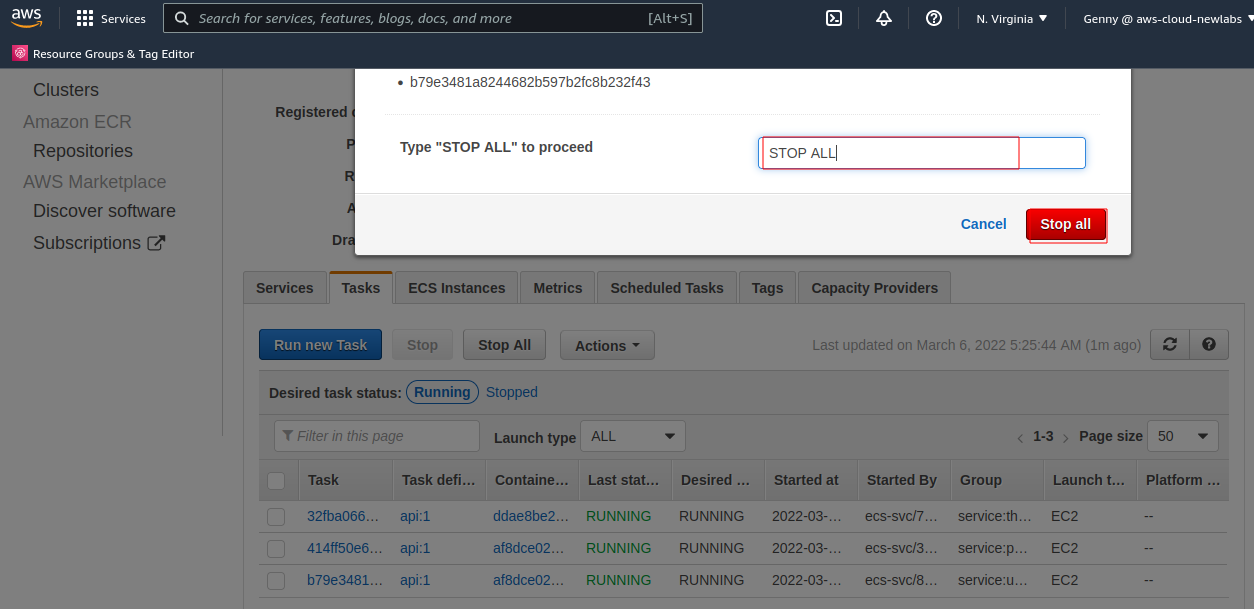 aws
Services
Search for services, features, blogs, docs, and more [Alt+S]
N. Virginia
Genny @ aws-cloud-newlabs
Resource Groups & Tag Editor
Clusters
Amazon ECR
Repositories
AWS Marketplace
Discover software
Subscriptions
Registered
Dra
• b79e3481a8244682b597b2fc8b232f43
Type "STOP ALL" to proceed
STOP ALL
Cancel Stop all
Services Tasks ECS Instances Metrics Scheduled Tasks Tags Capacity Providers
Run new Task Stop Stop All Actions Last updated on March 6, 2022 5:25:44 AM (1m ago)
Desired task status: Running Stopped
Filter in this page Launch type ALL < 1-3 > Page size 50
Task Task defi... Containe... Last stat... Desired ... Started at Started By Group Launch t... Platform ...
32fba066... api:1 ddae8be2... RUNNING RUNNING 2022-03-... ecs-svc/7... service:th... EC2 --
414ff50e6... api:1 af8dce02... RUNNING RUNNING 2022-03-... ecs-svc/3... service:p... EC2 --
b79e3481... api:1 af8dce02... RUNNING RUNNING 2022-03-... ecs-svc/8... service:u... EC2 --